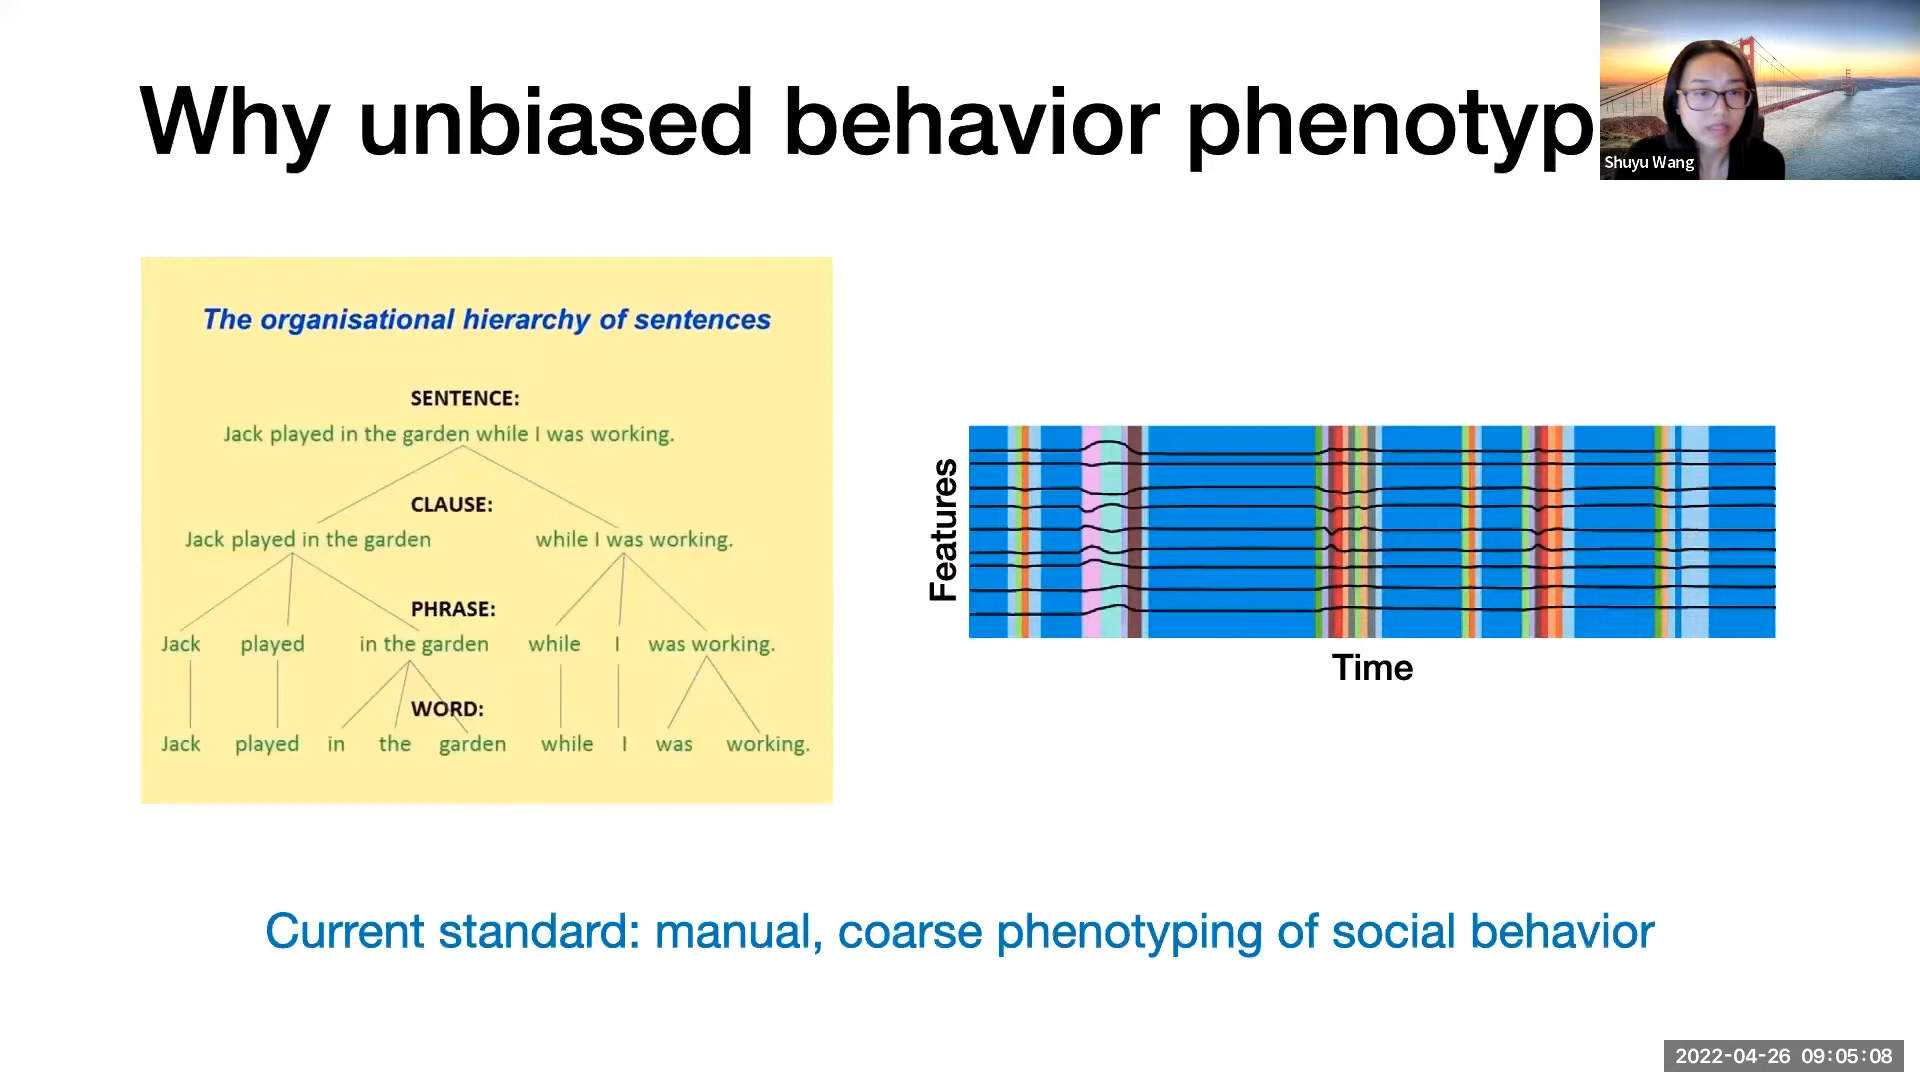 Why unbiased behavior phenotyp
Shuyu Wang
The organisational hierarchy of sentences
SENTENCE:
Jack played in the garden while I was working.
CLAUSE:
Jack played in the garden while I was working.
PHRASE:
Jack played in the garden while I was working.
WORD:
Jack played in the garden while I was working.
Features
Time
Current standard: manual, coarse phenotyping of social behavior
2022-04-26 09:05:08